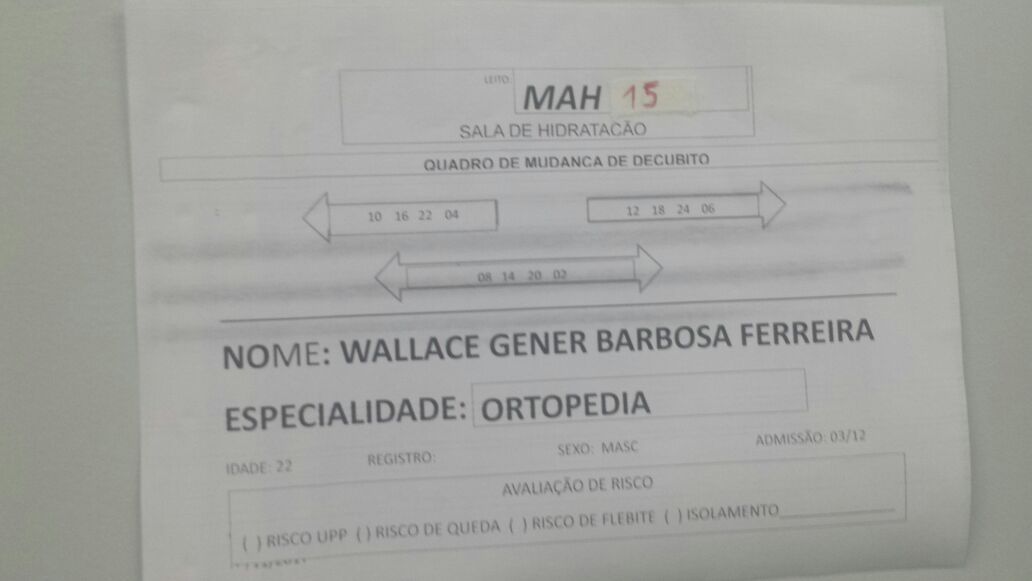 LEITO:
MAH 15
SALA DE HIDRATACÃO
QUADRO DE MUDANCA DE DECUBITO
10 16 22 04
12 18 24 06
08 14 20 02
NOME: WALLACE GENER BARBOSA FERREIRA
ESPECIALIDADE: ORTOPEDIA
IDADE: 22 REGISTRO: SEXO: MASC ADMISSÃO: 03/12
AVALIAÇÃO DE RISCO
( ) RISCO UPP ( ) RISCO DE QUEDA ( ) RISCO DE FLEBITE ( ) ISOLAMENTO